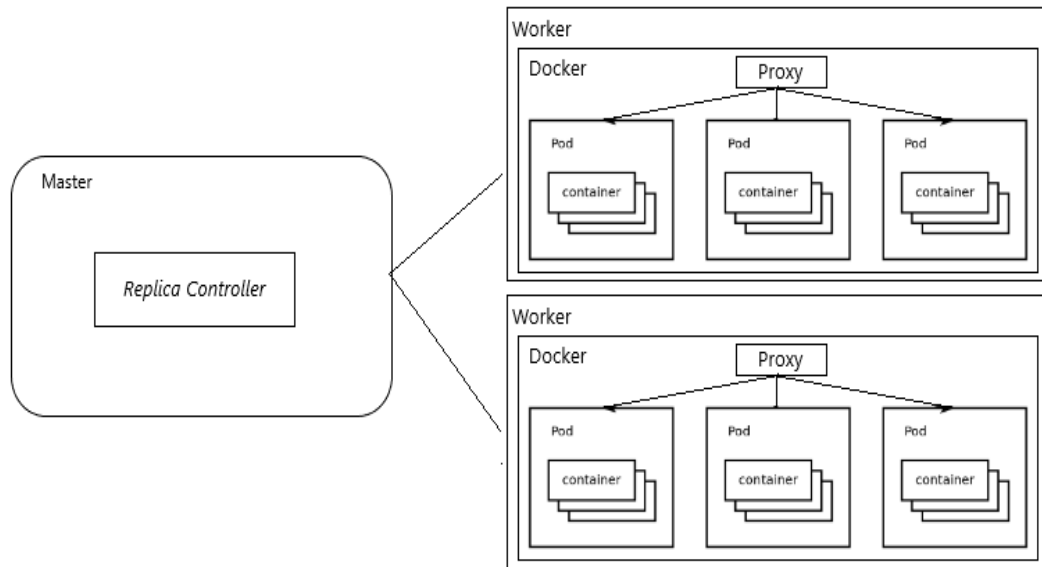 Master
Replica Controller
Worker
Docker
Proxy
Pod
container
Pod
container
Pod
container
Worker
Docker
Proxy
Pod
container
Pod
container
Pod
container